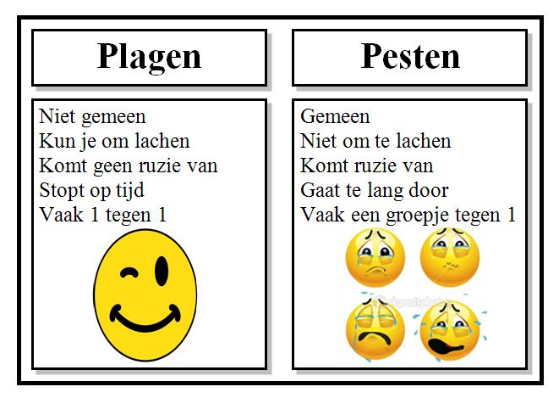 Plagen
Niet gemeen
Kun je om lachen
Komt geen ruzie van
Stopt op tijd
Vaak 1 tegen 1
Pesten
Gemeen
Niet om te lachen
Komt ruzie van
Gaat te lang door
Vaak een groepje tegen 1